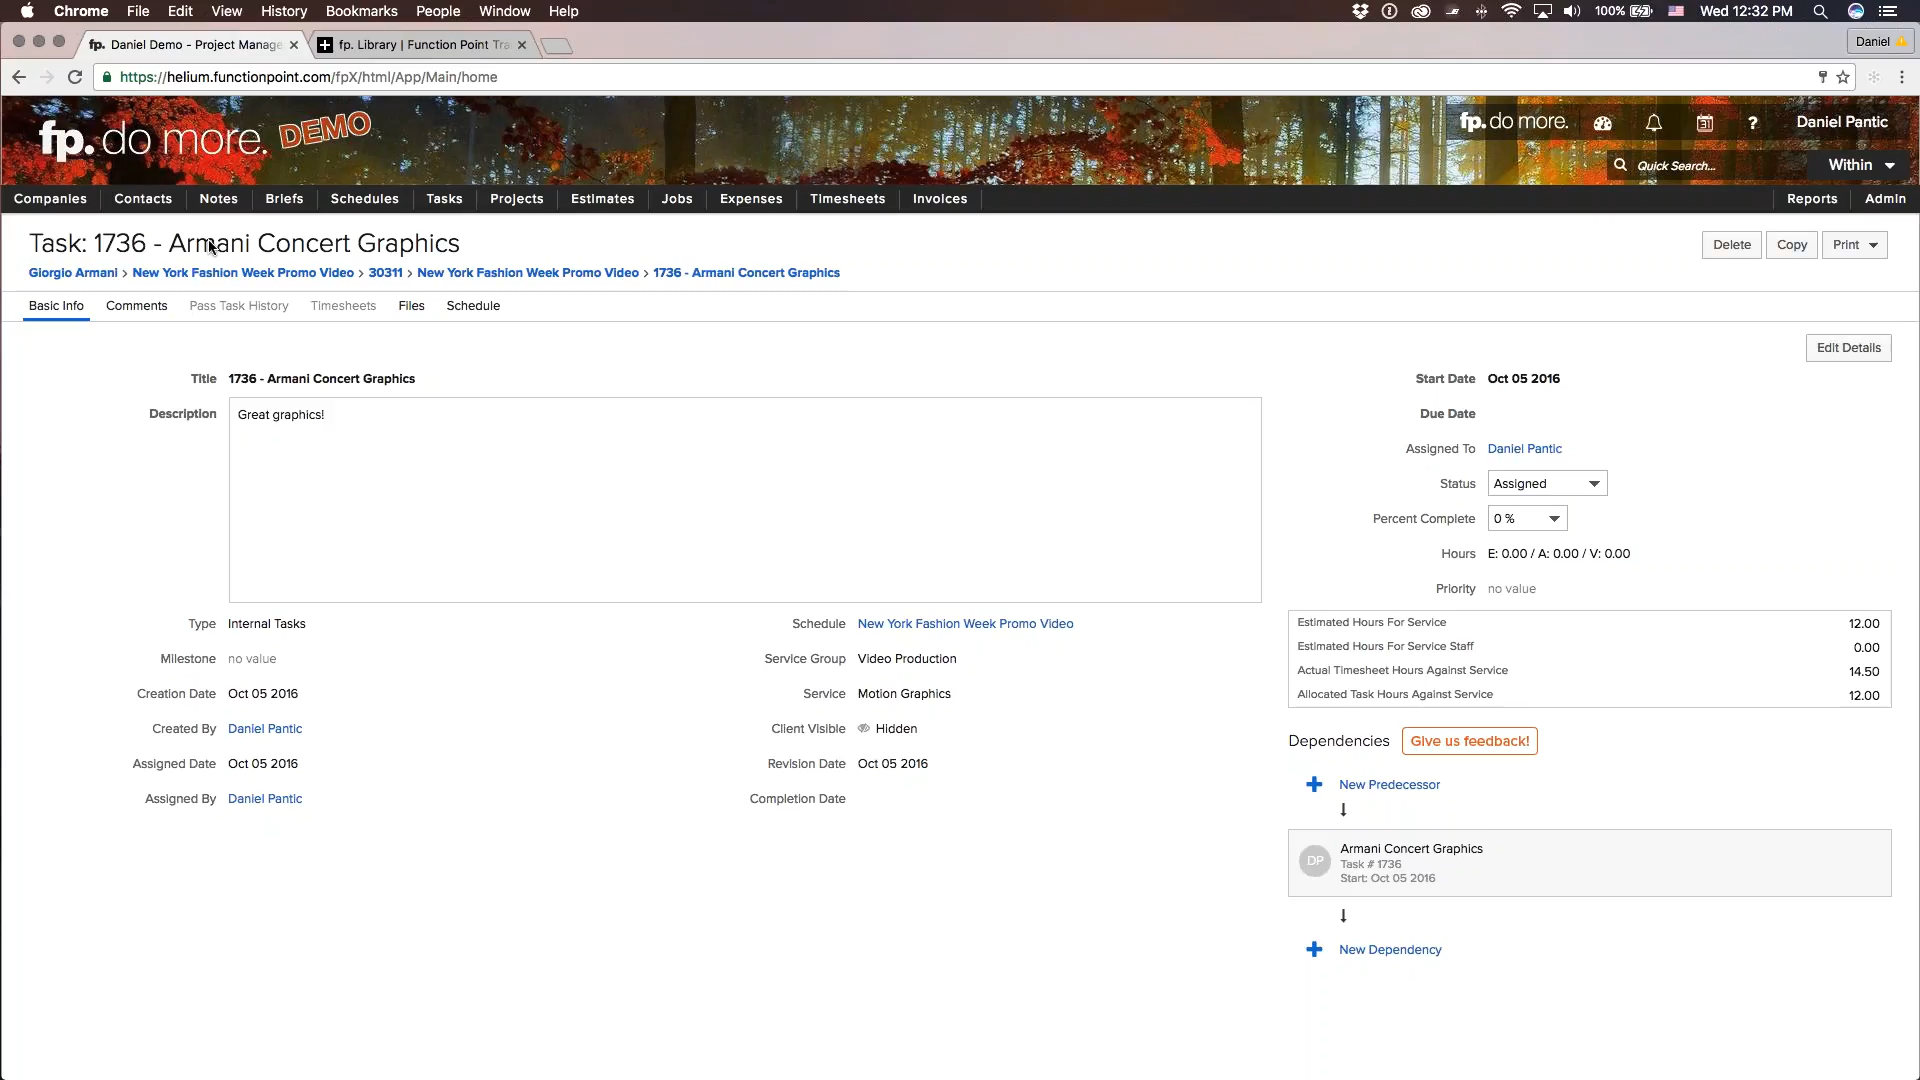 Chrome File Edit View History Bookmarks People Window Help 100% Wed 12:32 PM
fp. Daniel Demo - Project Manage fp. Library | Function Point Tra Daniel
https://helium.functionpoint.com/fpX/html/App/Main/home
fp. do more. DEMO
fp. do more. 31 ? Daniel Pantic
Quick Search... Within
Companies Contacts Notes Briefs Schedules Tasks Projects Estimates Jobs Expenses Timesheets Invoices Reports Admin
Task: 1736 - Armani Concert Graphics
Delete Copy Print
Giorgio Armani > New York Fashion Week Promo Video > 30311 > New York Fashion Week Promo Video > 1736 - Armani Concert Graphics
Basic Info Comments Pass Task History Timesheets Files Schedule
Edit Details
Title 1736 - Armani Concert Graphics
Description Great graphics!
Type Internal Tasks
Milestone no value
Creation Date Oct 05 2016
Created By Daniel Pantic
Assigned Date Oct 05 2016
Assigned By Daniel Pantic
Schedule New York Fashion Week Promo Video
Service Group Video Production
Service Motion Graphics
Client Visible Hidden
Revision Date Oct 05 2016
Completion Date
Start Date Oct 05 2016
Due Date
Assigned To Daniel Pantic
Status Assigned
Percent Complete 0 %
Hours E: 0.00 / A: 0.00 / V: 0.00
Priority no value
Estimated Hours For Service 12.00
Estimated Hours For Service Staff 0.00
Actual Timesheet Hours Against Service 14.50
Allocated Task Hours Against Service 12.00
Dependencies Give us feedback!
New Predecessor
DP
Armani Concert Graphics
Task # 1736
Start: Oct 05 2016
New Dependency